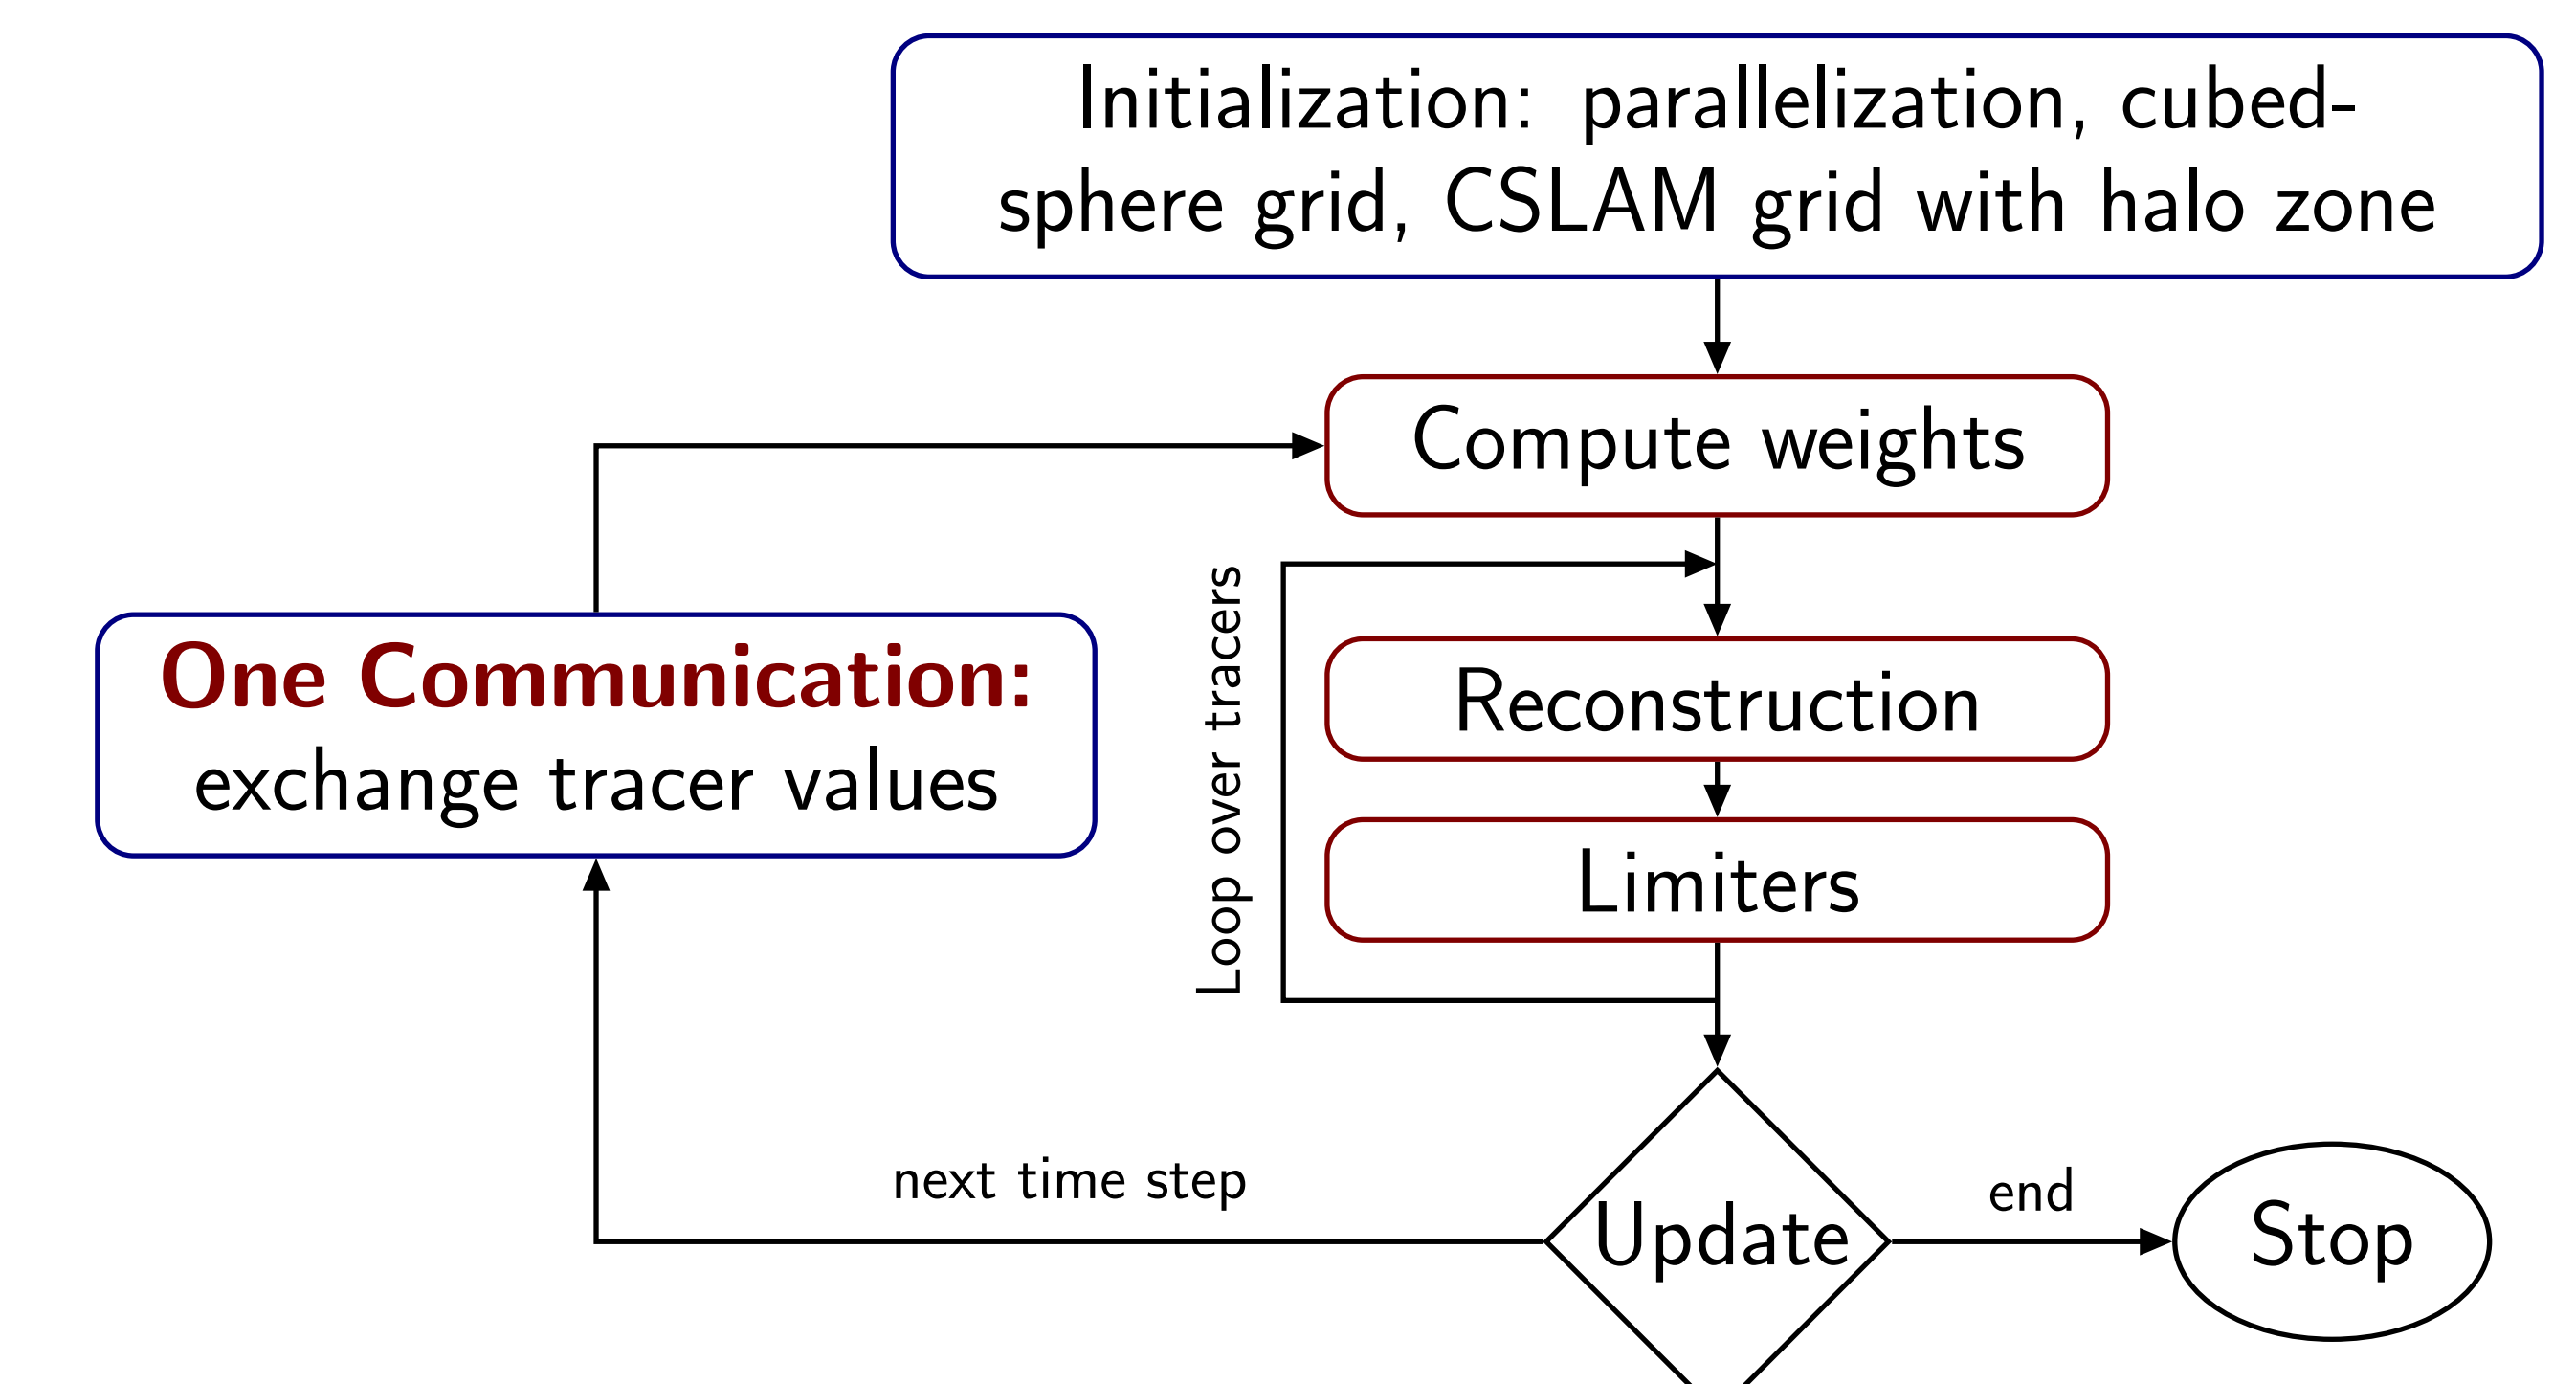 Initialization: parallelization, cubed-
sphere grid, CSLAM grid with halo zone
Compute weights
Loop over tracers
One Communication:
exchange tracer values
Reconstruction
Limiters
next time step
Update
end
Stop